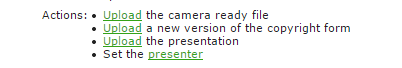 Actions: • Upload the camera ready file
• Upload a new version of the copyright form
• Upload the presentation
• Set the presenter